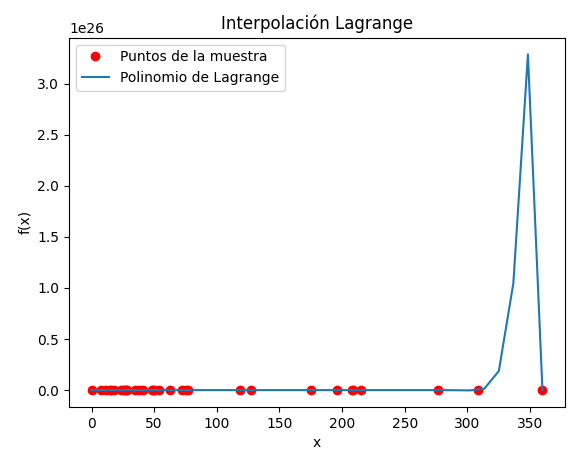 Interpolación Lagrange
1e26
Puntos de la muestra
Polinomio de Lagrange
3.0
2.5
2.0
1.5
1.0
0.5
0.0
f(x)
0 50 100 150 200 250 300 350
x